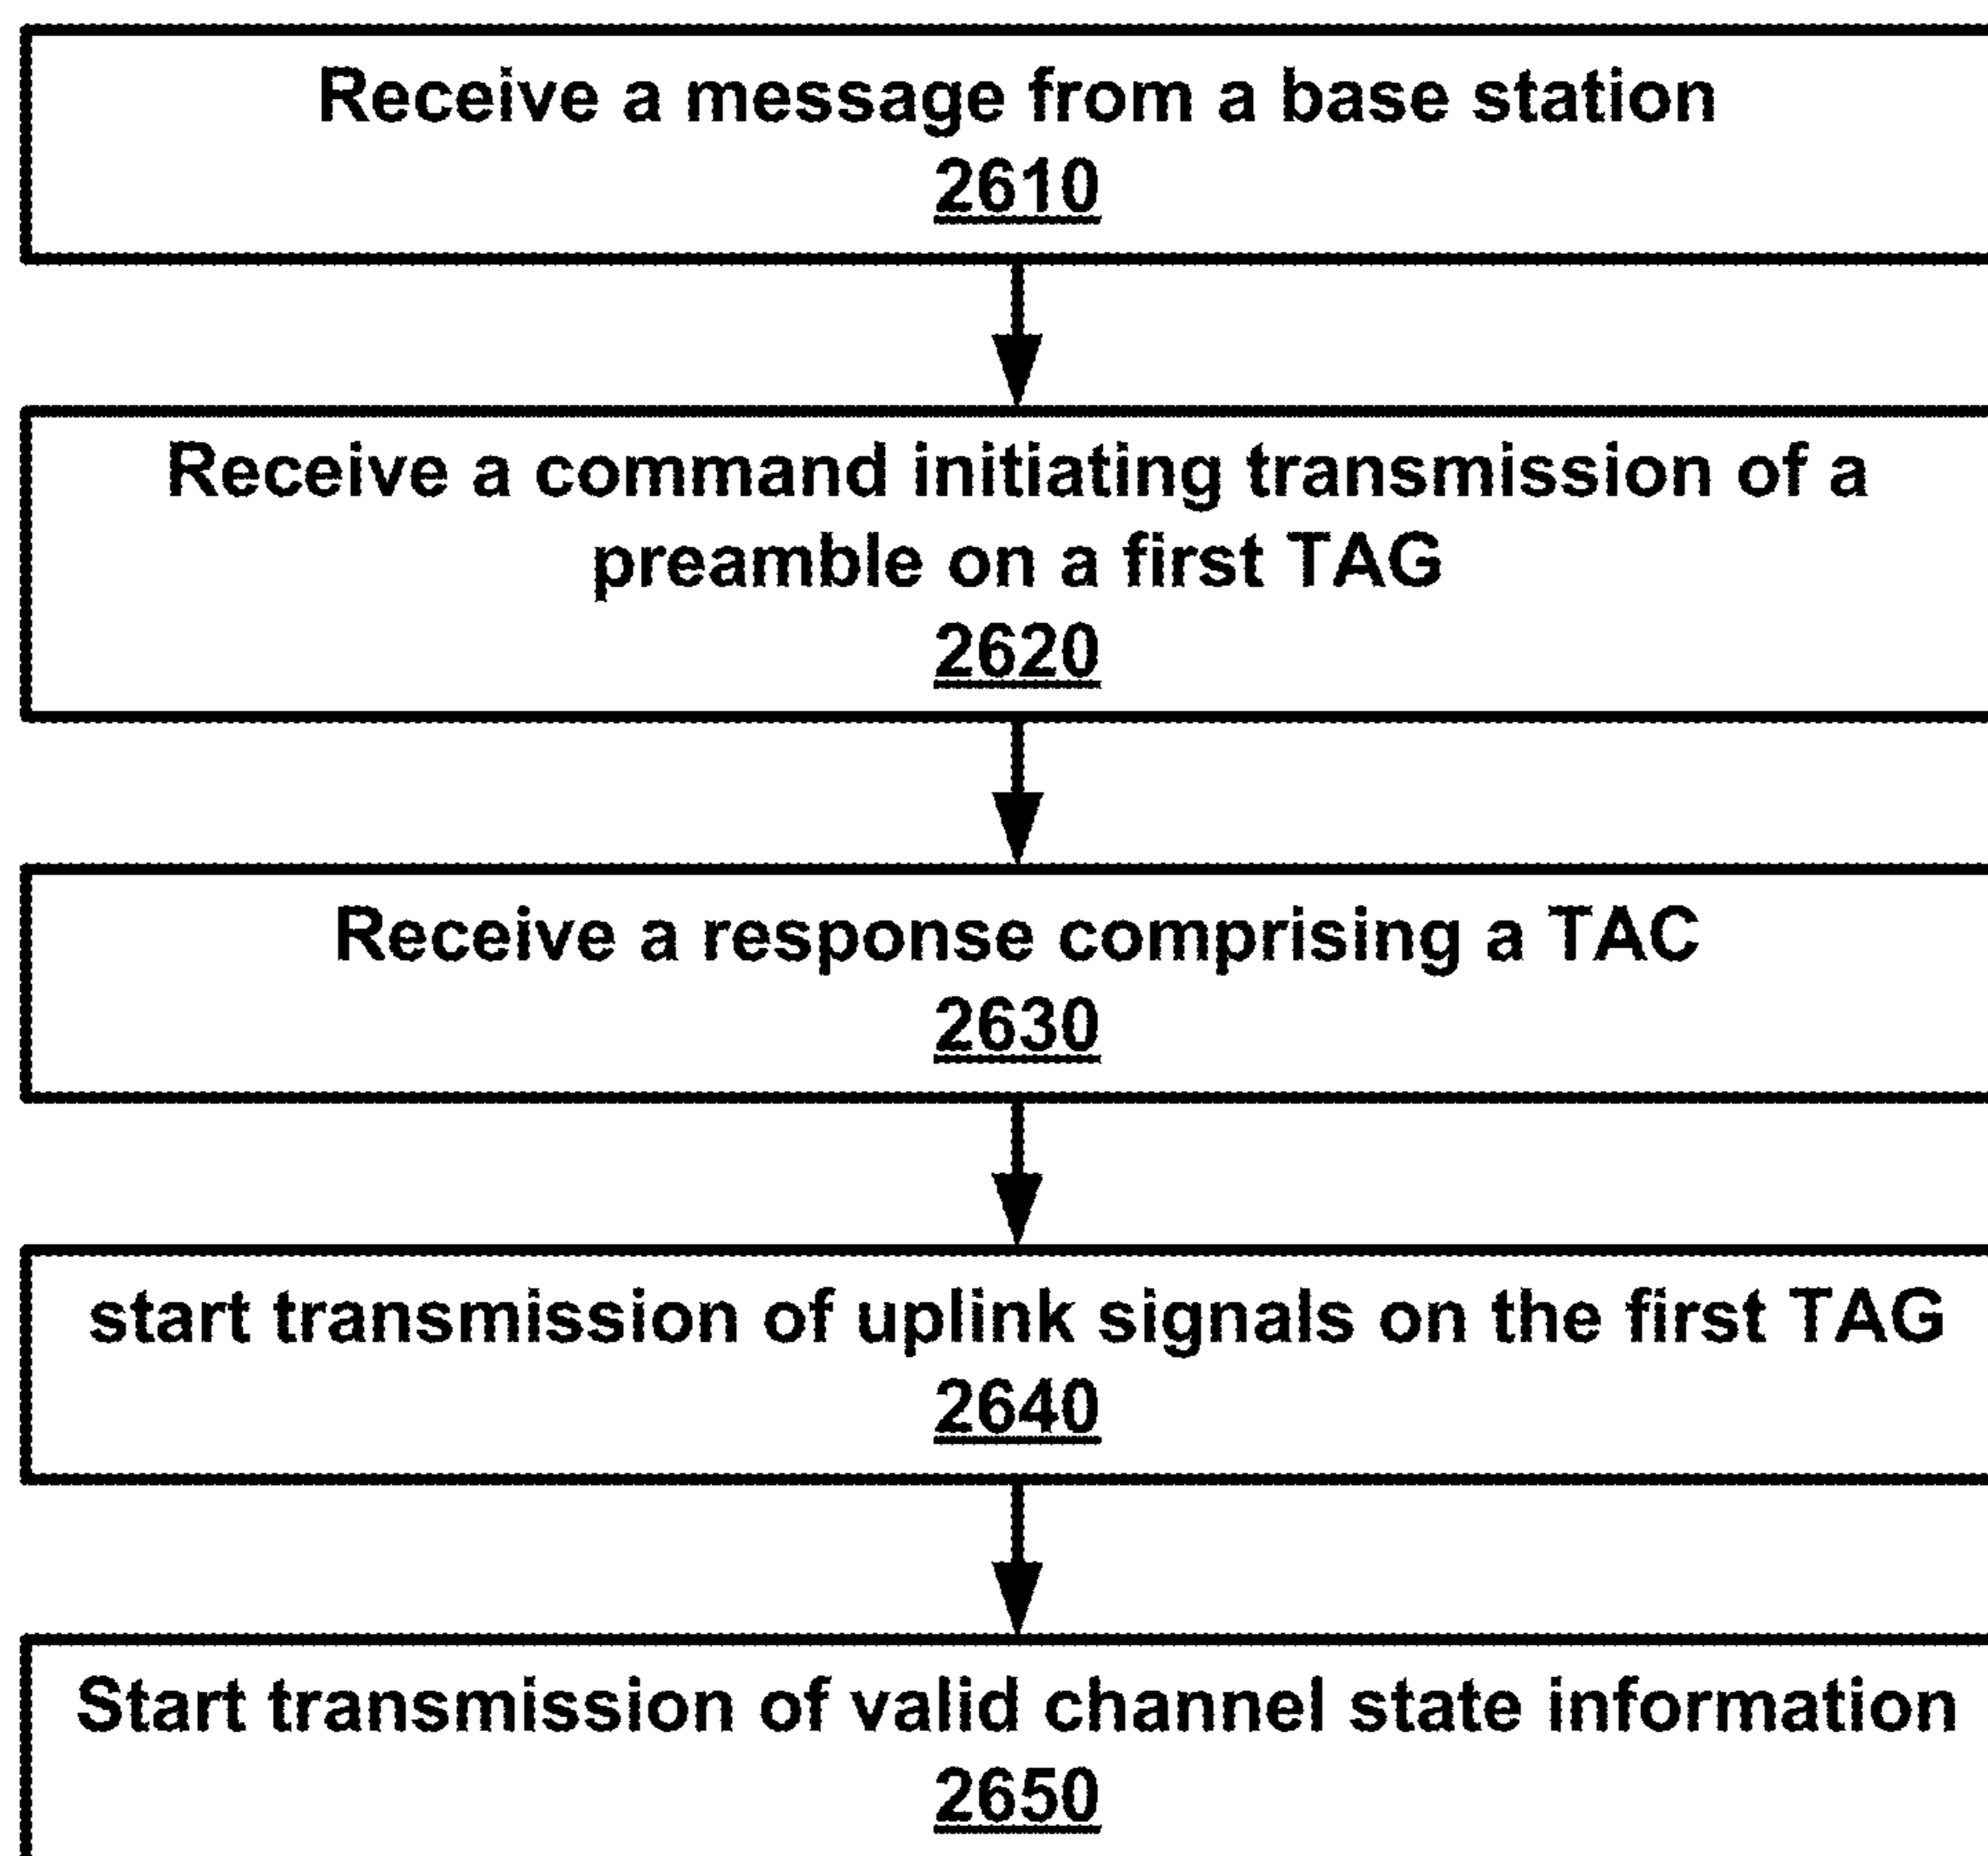 Receive a message from a base station
2610
Receive a command initiating transmission of a
preamble on a first TAG
2620
Receive a response comprising a TAC
2630
start transmission of uplink signals on the first TAG
2640
Start transmission of valid channel state information
2650